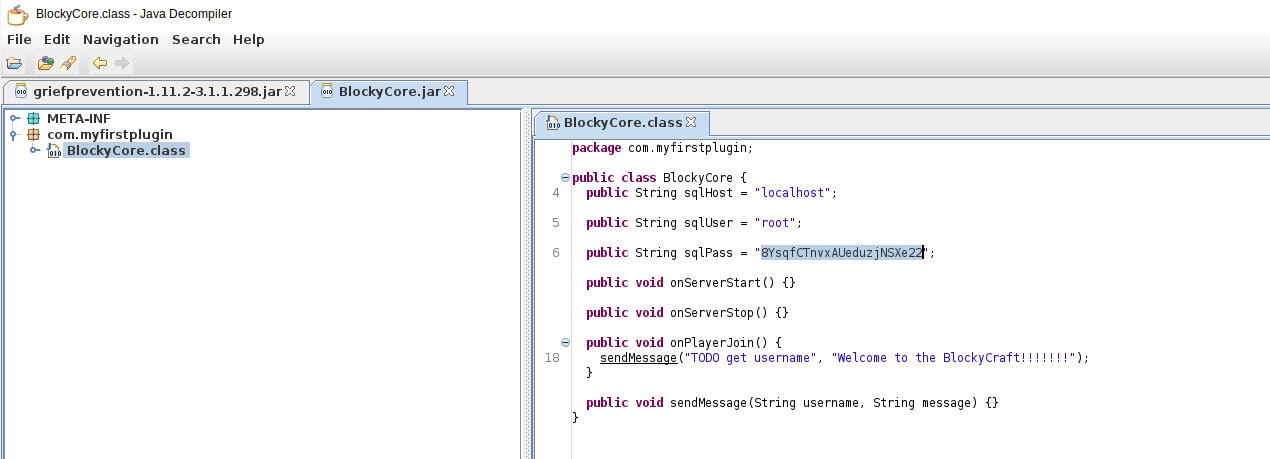 BlockyCore.class - Java Decompiler
File Edit Navigation Search Help
griefprevention-1.11.2-3.1.1.298.jar BlockyCore.jar
META-INF
com.myfirstplugin
BlockyCore.class
BlockyCore.class
package com.myfirstplugin;
public class BlockyCore {
4 public String sqlHost = "localhost";
5 public String sqlUser = "root";
6 public String sqlPass = "8YsqfCTnvxAUeduzjNSXe22";
public void onServerStart() {}
public void onServerStop() {}
public void onPlayerJoin() {
18 sendMessage("TODO get username", "Welcome to the BlockyCraft!!!!!!!");
}
public void sendMessage(String username, String message) {}
}